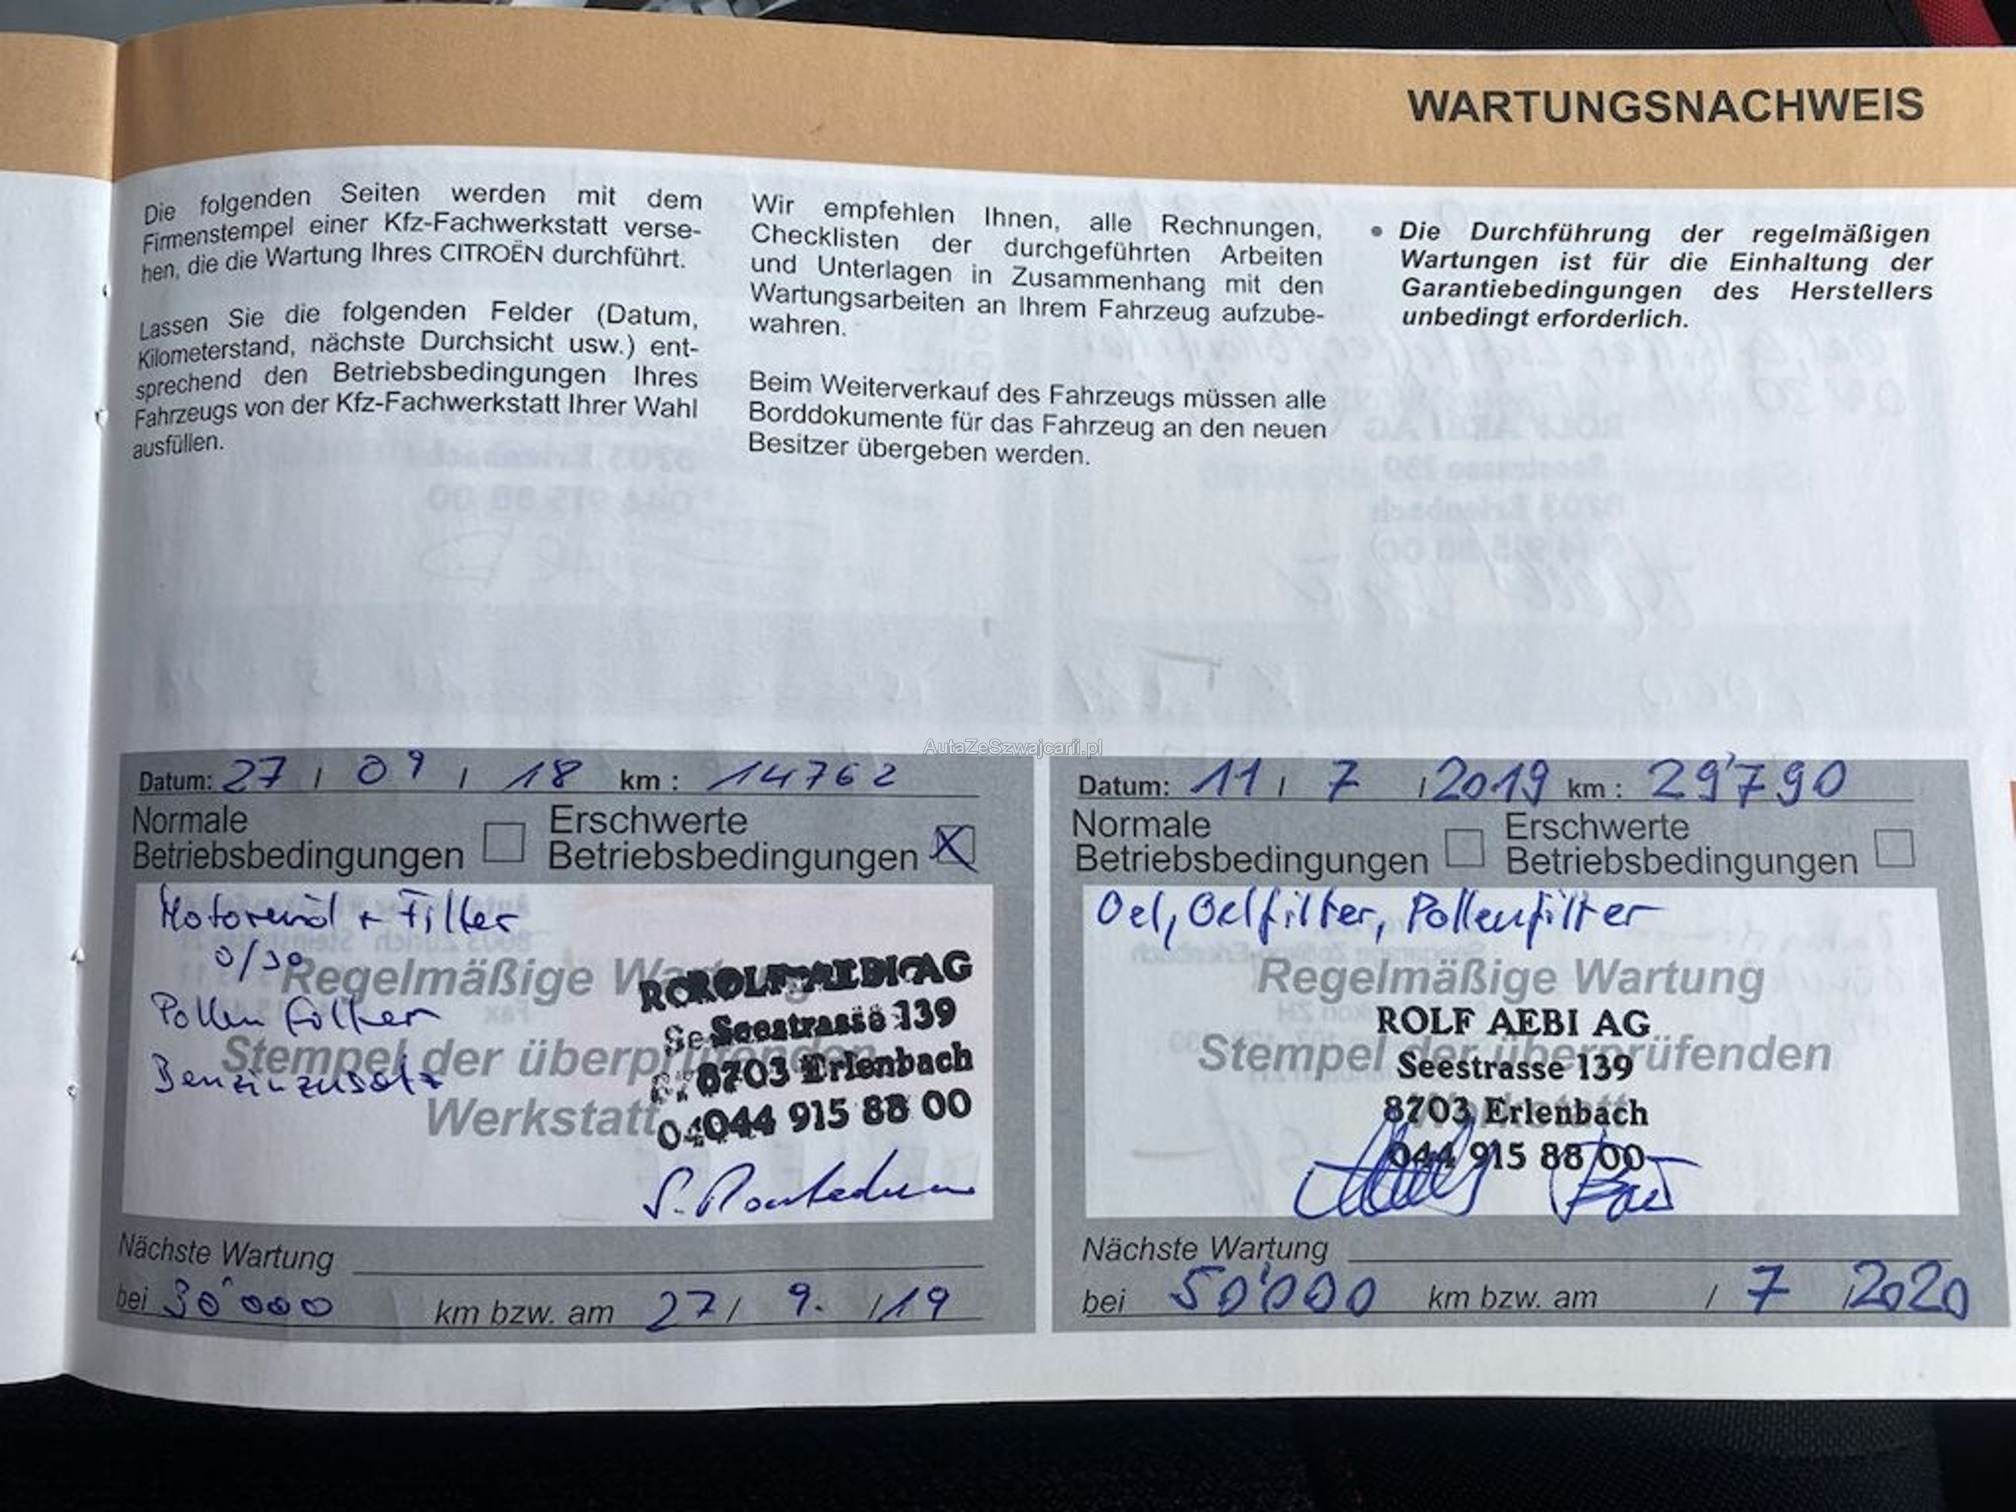 WARTUNGSNACHWEIS
Die folgenden Seiten werden mit dem
Firmenstempel einer Kfz-Fachwerkstatt verse-
hen, die die Wartung Ihres CITROËN durchführt.
Lassen Sie die folgenden Felder (Datum,
Kilometerstand, nächste Durchsicht usw.) ent-
sprechend den Betriebsbedingungen Ihres
Fahrzeugs von der Kfz-Fachwerkstatt Ihrer Wahl
ausfüllen.
Wir empfehlen Ihnen, alle Rechnungen,
Checklisten der durchgeführten Arbeiten
und Unterlagen in Zusammenhang mit den
Wartungsarbeiten an Ihrem Fahrzeug aufzube-
wahren.
Beim Weiterverkauf des Fahrzeugs müssen alle
Borddokumente für das Fahrzeug an den neuen
Besitzer übergeben werden.
• Die Durchführung der regelmäßigen
Wartungen ist für die Einhaltung der
Garantiebedingungen des Herstellers
unbedingt erforderlich.
AutaZeSzwajcarii.pl
Datum: 27 / 09 / 18 km : 14762
Normale
Betriebsbedingungen
Erschwerte
Betriebsbedingungen X
Motorenöl + Filter
0/30
Pollenfilter
Benzinzusatz
Regelmäßige
Stempel der überprüfenden
Werkstatt
ROLF AEBI AG
Seestrasse 139
8703 Erlenbach
044 915 88 00
Nächste Wartung
bei 30'000 km bzw. am 27 / 9. / 19
Datum: 11 / 7 / 2019 km : 29'790
Normale
Betriebsbedingungen
Erschwerte
Betriebsbedingungen
Oel, Oelfilter, Pollenfilter
Regelmäßige Wartung
Stempel der überprüfenden
ROLF AEBI AG
Seestrasse 139
8703 Erlenbach
044 915 88 00
Nächste Wartung
bei 50'000 km bzw. am / 7 / 2020